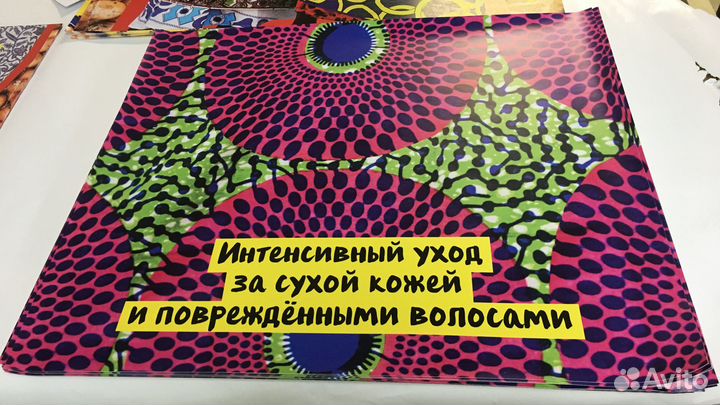 Интенсивный уход
за сухой кожей
и повреждёнными волосами
Avito